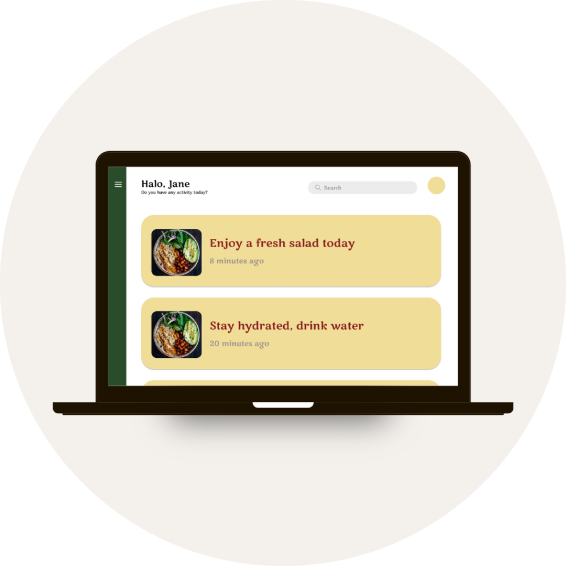 Halo, Jane
Do you have any activity today?
Search
Enjoy a fresh salad today
8 minutes ago
Stay hydrated, drink water
20 minutes ago